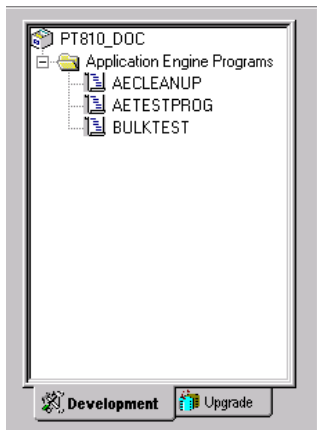 PT810_DOC
Application Engine Programs
AECLEANUP
AETESTPROG
BULKTEST
Development
Upgrade